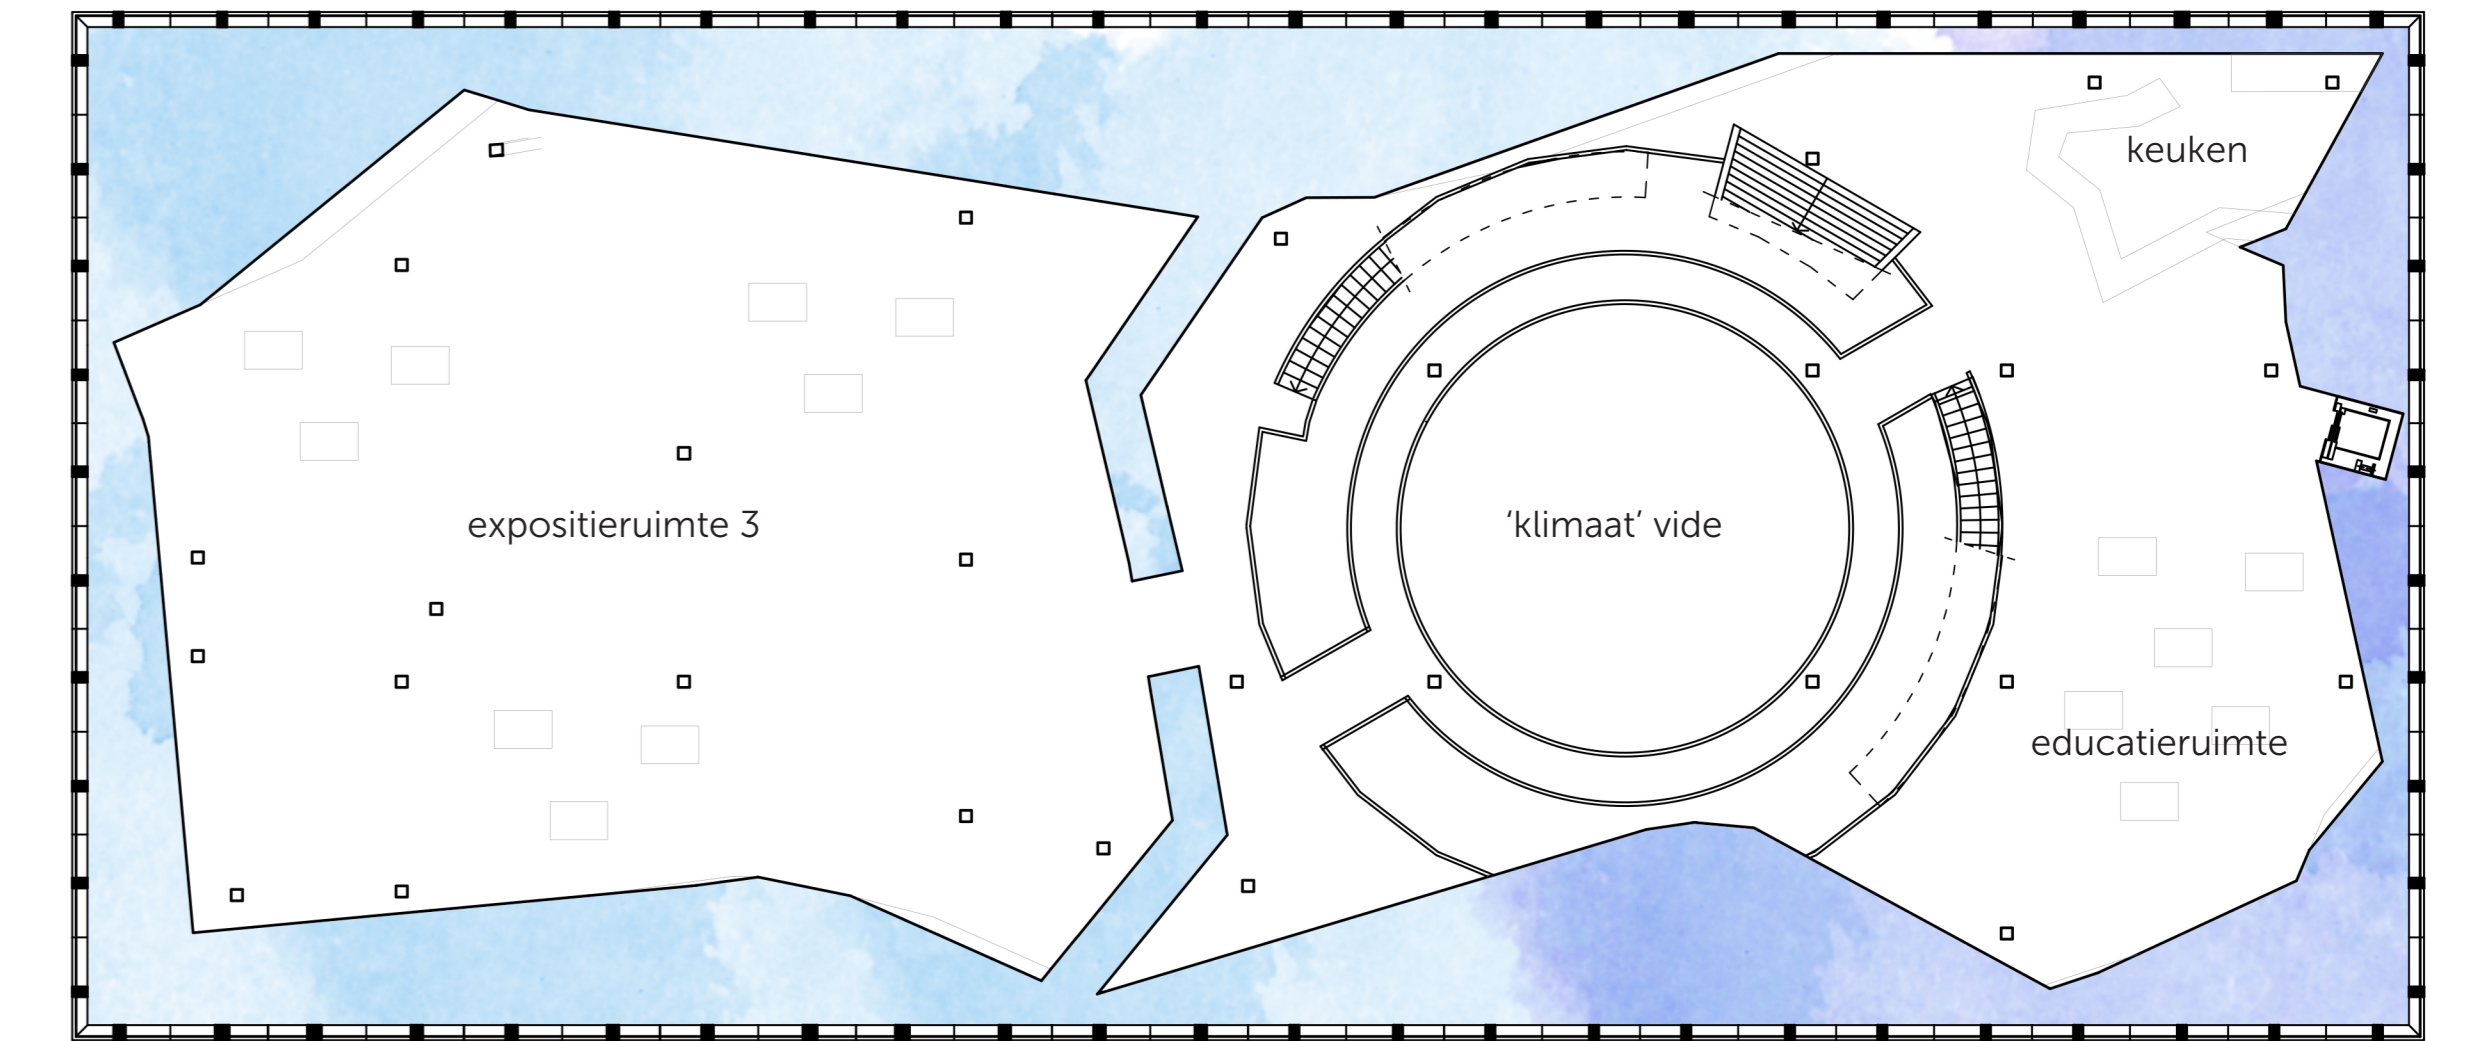 keuken
expositieruimte 3
‘klimaat’ vide
educatieruimte